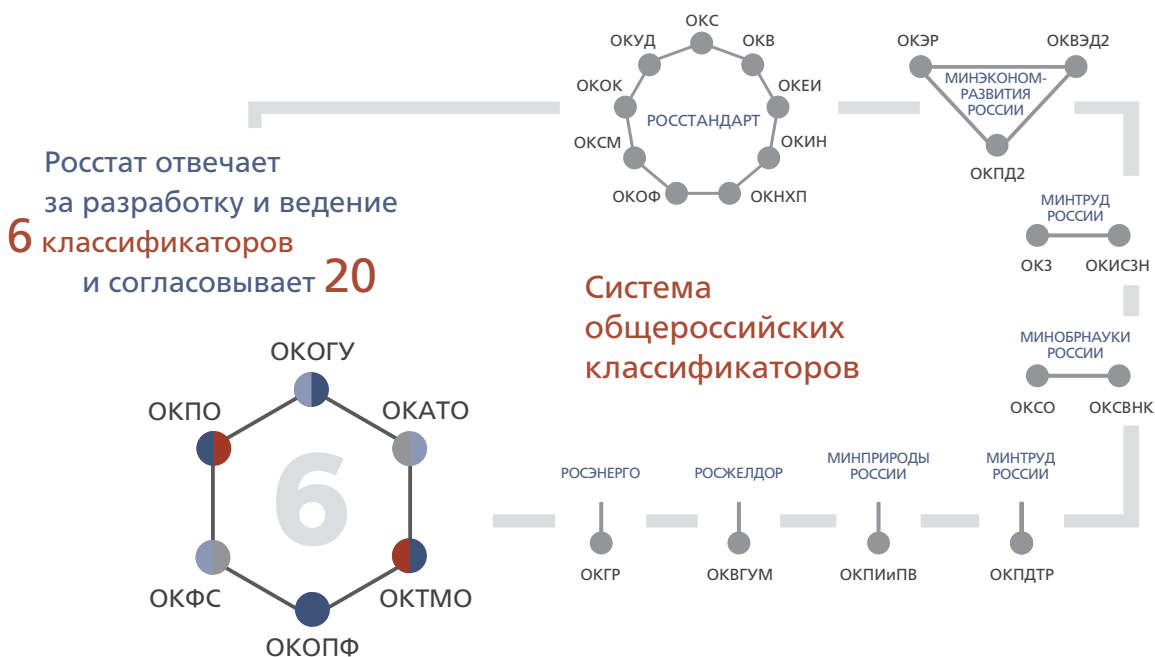 Росстат отвечает
за разработку и ведение
6 классификаторов
и согласовывает 20
ОКС
ОКУД
ОКВ
ОКОК
ОКЕИ
РОССТАНДАРТ
ОКСМ
ОКИН
ОКОФ
ОКНХП
ОКЭР
ОКВЭД2
МИНЭКОНОМ-
РАЗВИТИЯ
РОССИИ
ОКПД2
МИНТРУД
РОССИИ
ОКЗ
ОКИСЗН
Система
общероссийских
классификаторов
МИНОБРНАУКИ
РОССИИ
ОКСО
ОКСВНК
ОКОГУ
ОКПО
ОКАТО
6
ОКФС
ОКТМО
ОКОПФ
РОСЭНЕРГО
ОКГР
РОСЖЕЛДОР
ОКВГУМ
МИНПРИРОДЫ
РОССИИ
ОКПИиПВ
МИНТРУД
РОССИИ
ОКПДТР